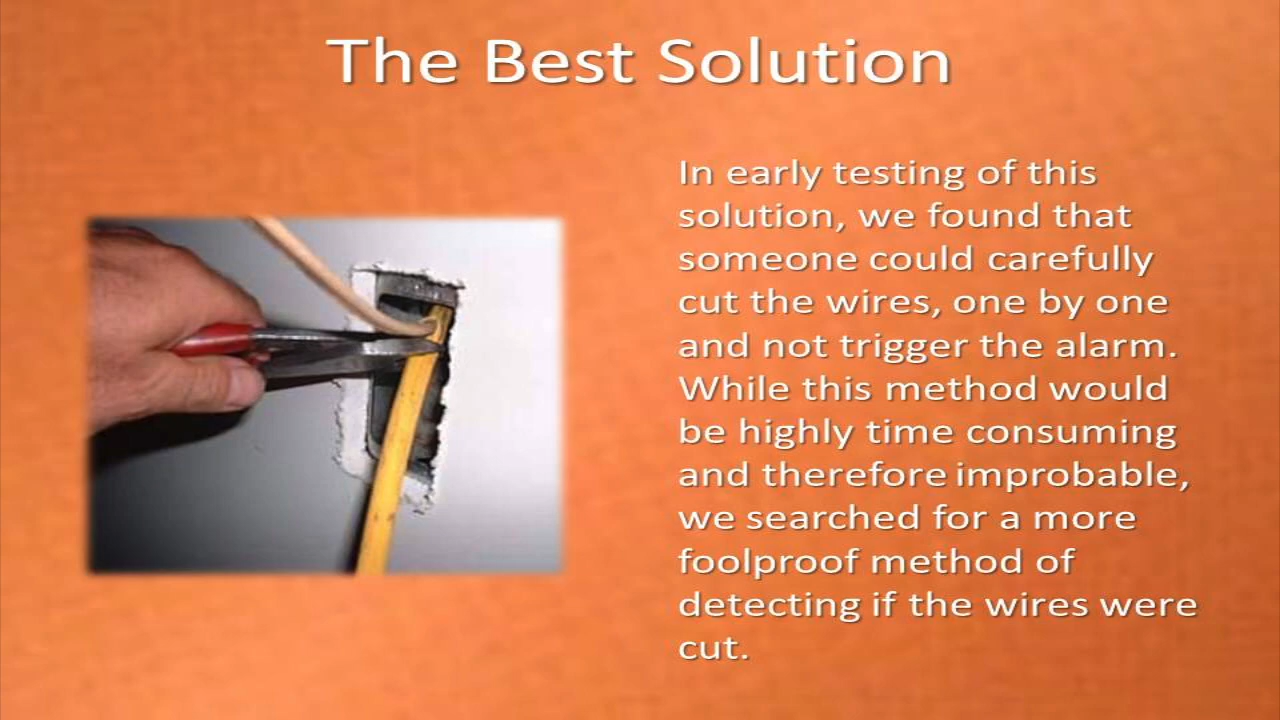 The Best Solution
In early testing of this
solution, we found that
someone could carefully
cut the wires, one by one
and not trigger the alarm.
While this method would
be highly time consuming
and therefore improbable,
we searched for a more
foolproof method of
detecting if the wires were
cut.